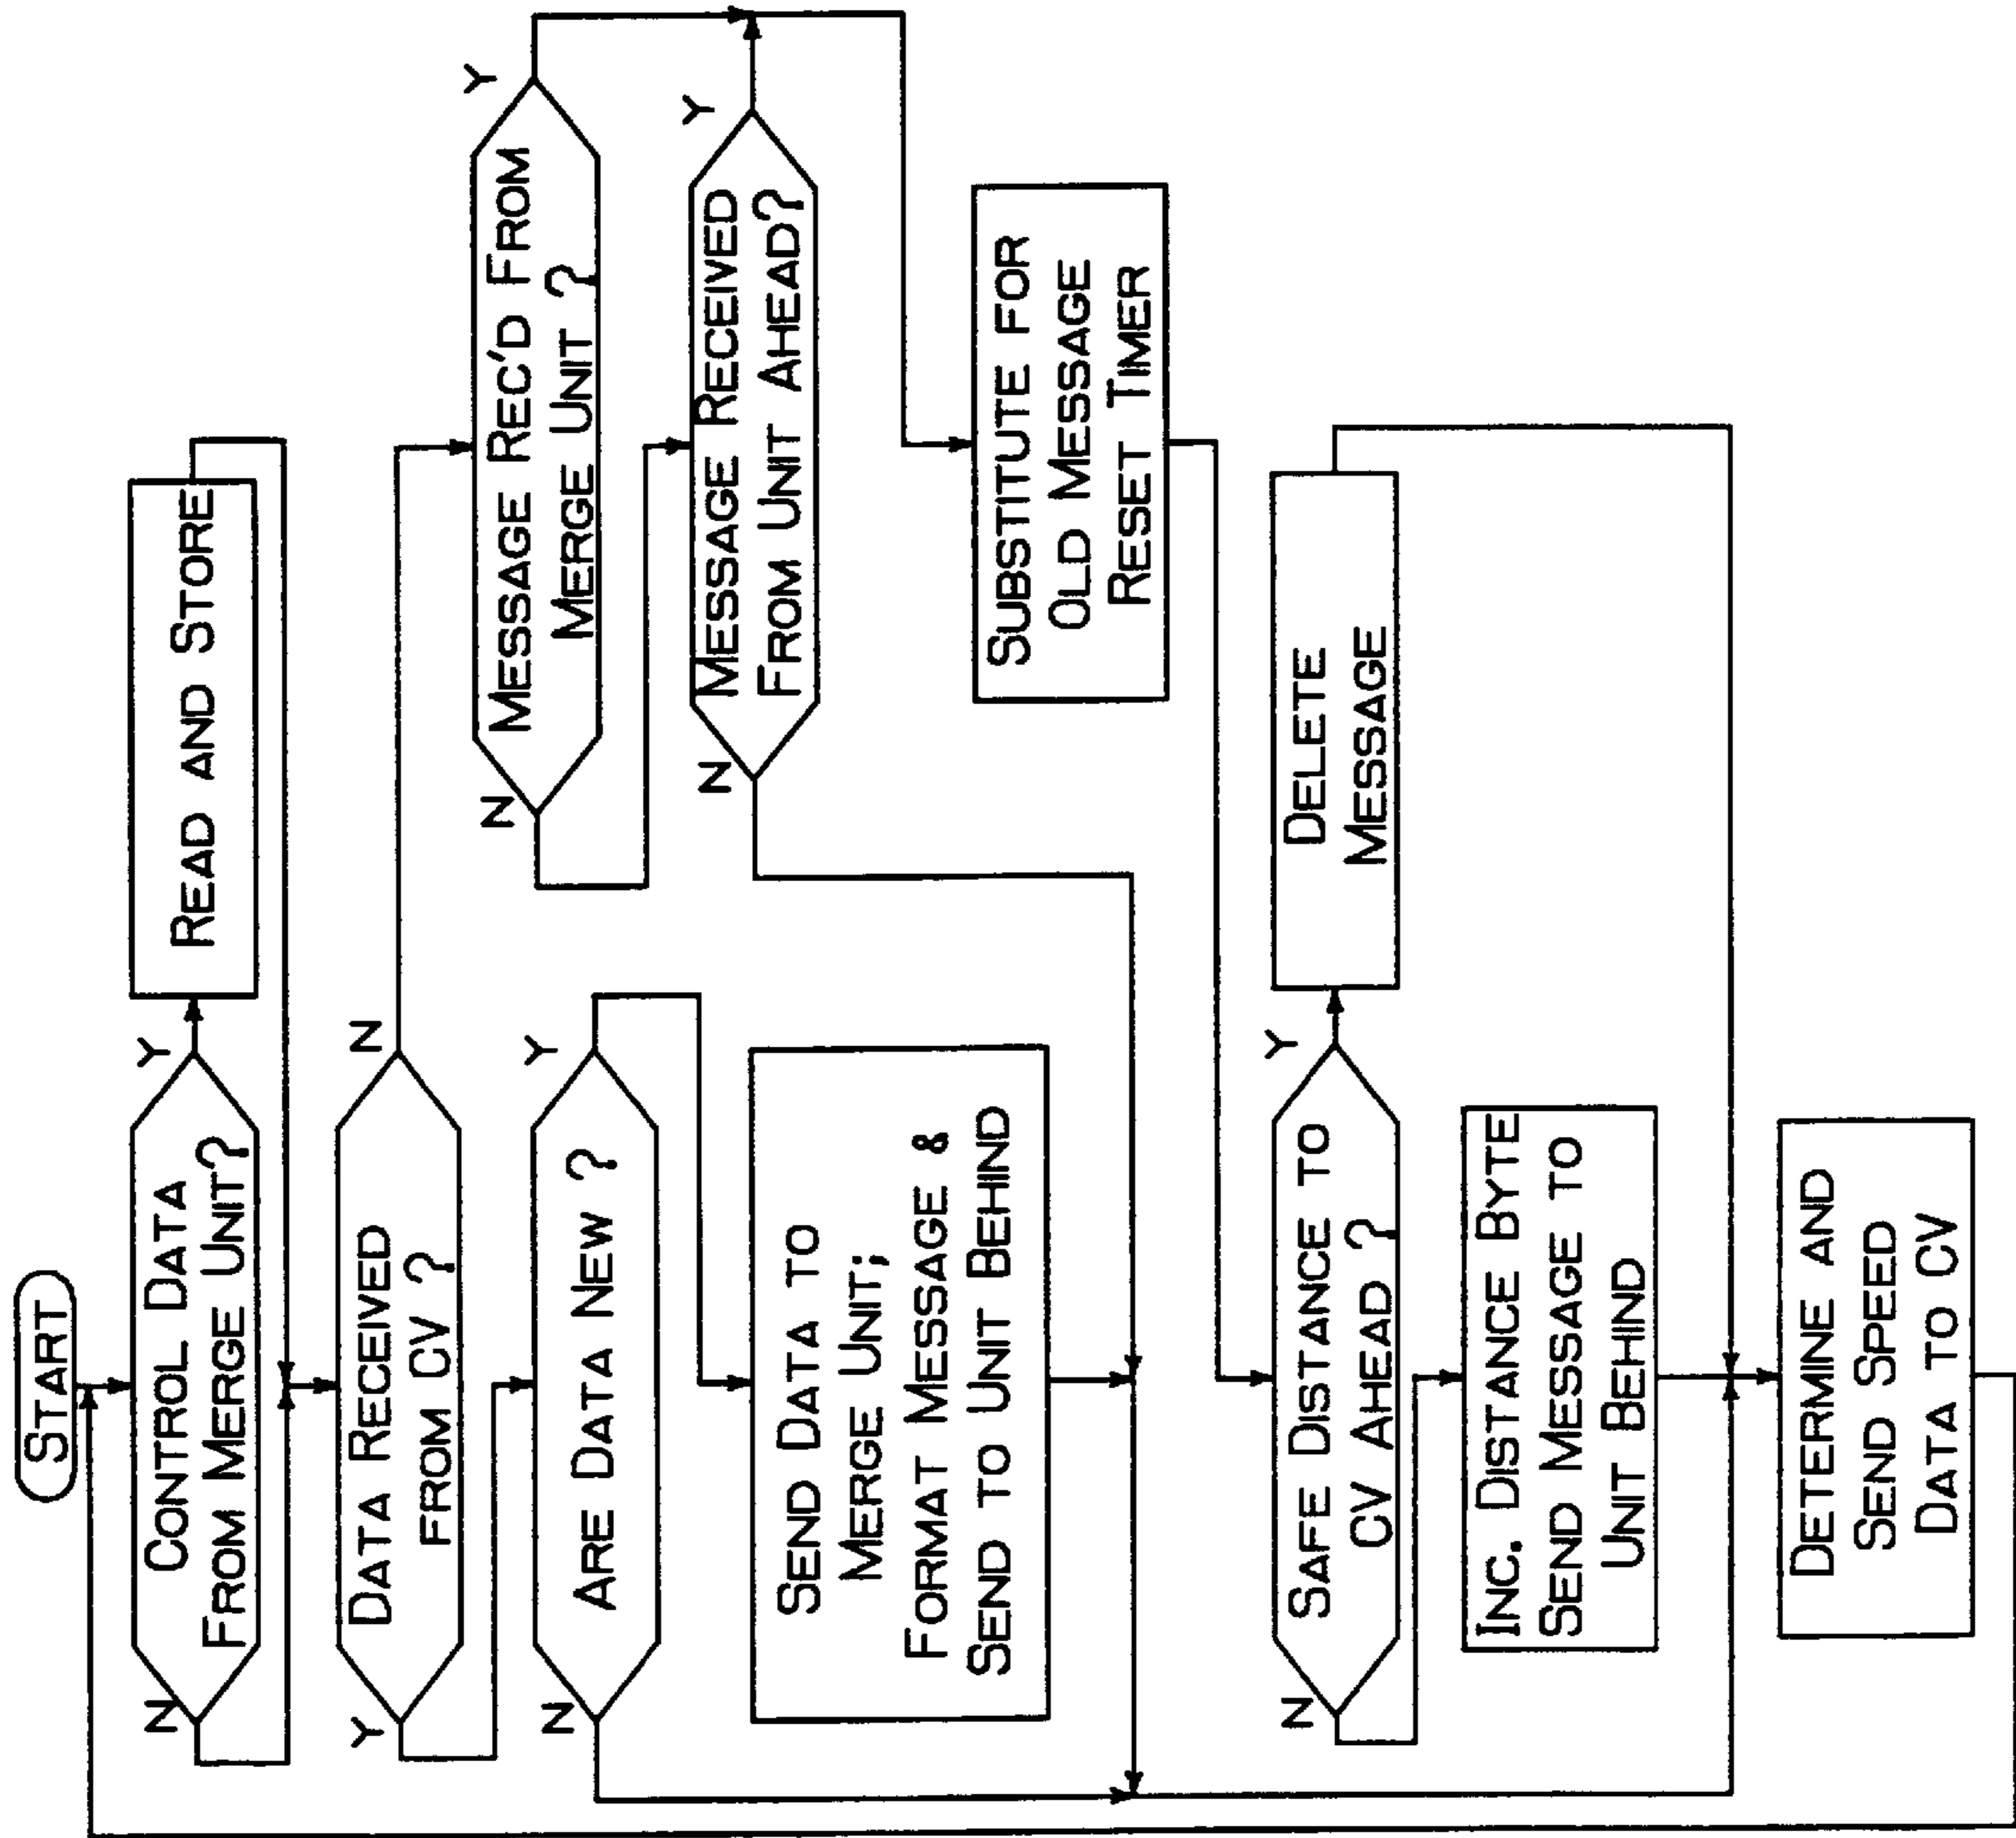 START
CONTROL DATA
FROM MERGE UNIT?
N
Y
READ AND STORE
DATA RECEIVED
FROM CV ?
Y
N
ARE DATA NEW ?
N
Y
MESSAGE REC'D FROM
MERGE UNIT ?
N
Y
MESSAGE RECEIVED
FROM UNIT AHEAD?
N
Y
SEND DATA TO
MERGE UNIT;
FORMAT MESSAGE &
SEND TO UNIT BEHIND
SUBSTITUTE FOR
OLD MESSAGE
RESET TIMER
SAFE DISTANCE TO
CV AHEAD ?
N
Y
DELETE
MESSAGE
INC. DISTANCE BYTE
SEND MESSAGE TO
UNIT BEHIND
DETERMINE AND
SEND SPEED
DATA TO CV